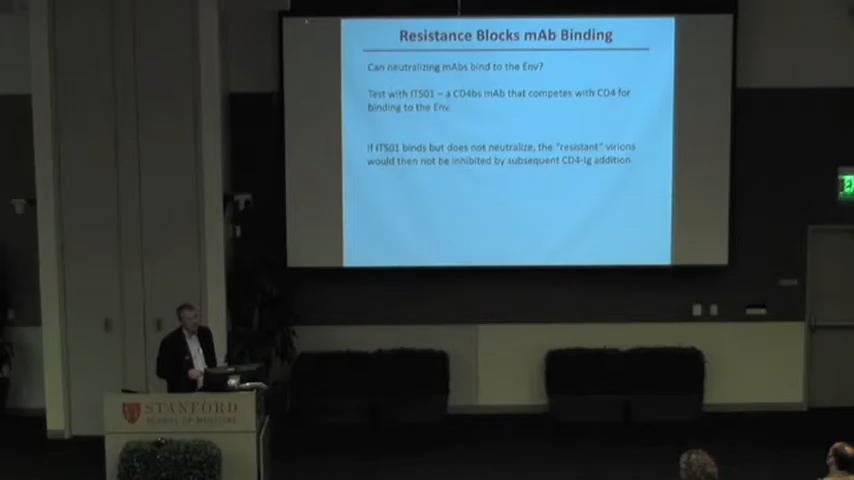 Resistance Blocks mAb Binding
Can neutralizing mAbs bind to the Env?
Test with ITS01 – a CD4bs mAb that competes with CD4 for
binding to the Env
If ITS01 binds but does not neutralize, the "resistant" virions
would then not be inhibited by subsequent CD4-Ig addition
STANFORD
SCHOOL OF MEDICINE